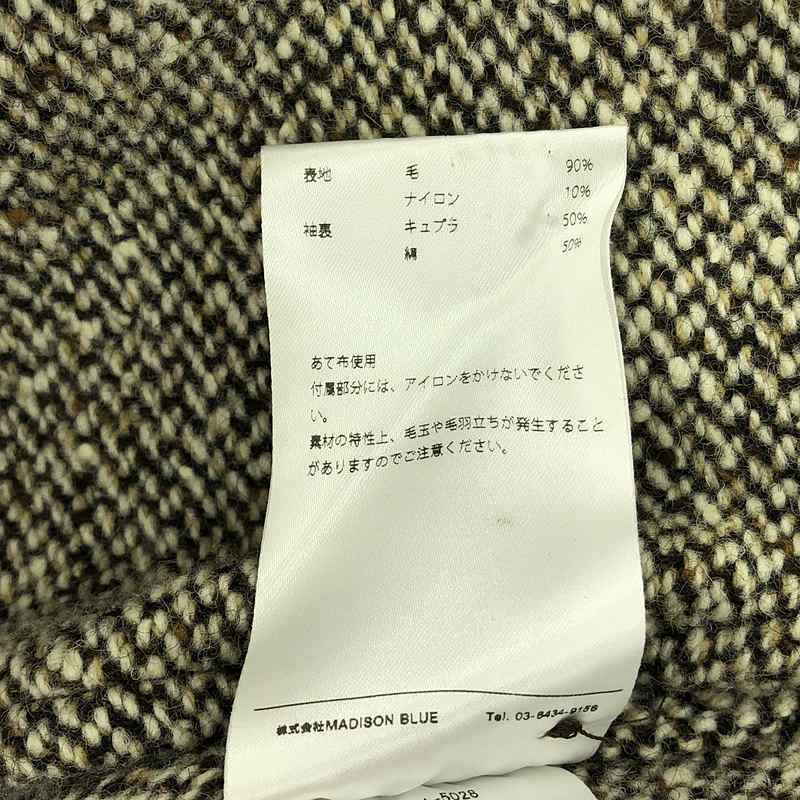 表地 毛 90%
ナイロン 10%
袖裏 キュプラ 50%
絹 50%
あて布使用
付属部分には、アイロンをかけないでくださ
い。
素材の特性上、毛玉や毛羽立ちが発生すること
がありますのでご注意ください。
株式会社MADISON BLUE Tel. 03-6434-9156
-5026